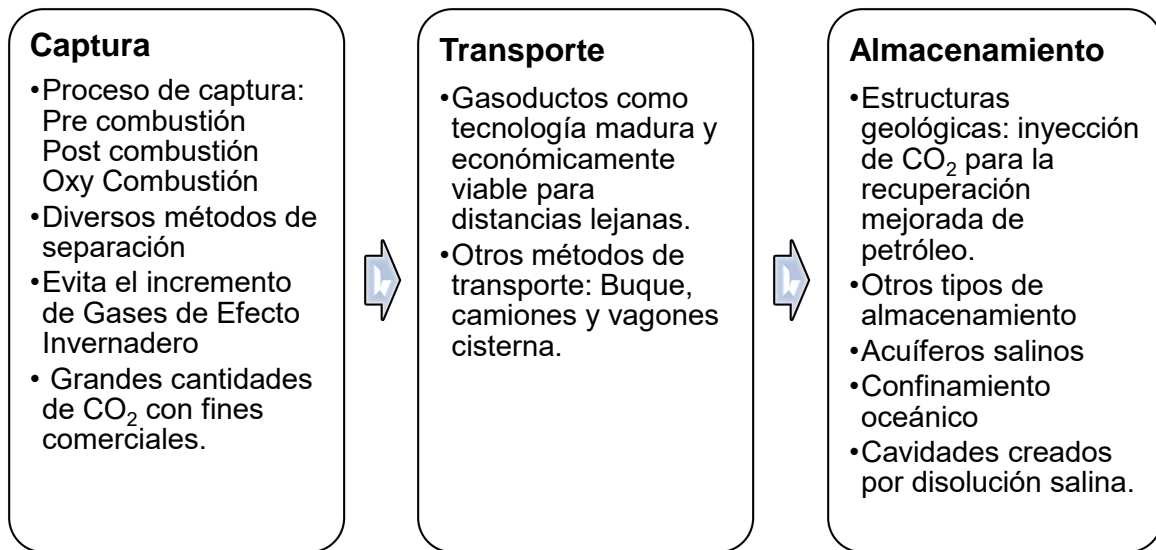 Captura
•Proceso de captura:
Pre combustión
Post combustión
Oxy Combustión
•Diversos métodos de
separación
•Evita el incremento
de Gases de Efecto
Invernadero
• Grandes cantidades
de CO₂ con fines
comerciales.
Transporte
•Gasoductos como
tecnología madura y
económicamente
viable para
distancias lejanas.
•Otros métodos de
transporte: Buque,
camiones y vagones
cisterna.
Almacenamiento
•Estructuras
geológicas: inyección
de CO₂ para la
recuperación
mejorada de
petróleo.
•Otros tipos de
almacenamiento
•Acuíferos salinos
•Confinamiento
oceánico
•Cavidades creados
por disolución salina.